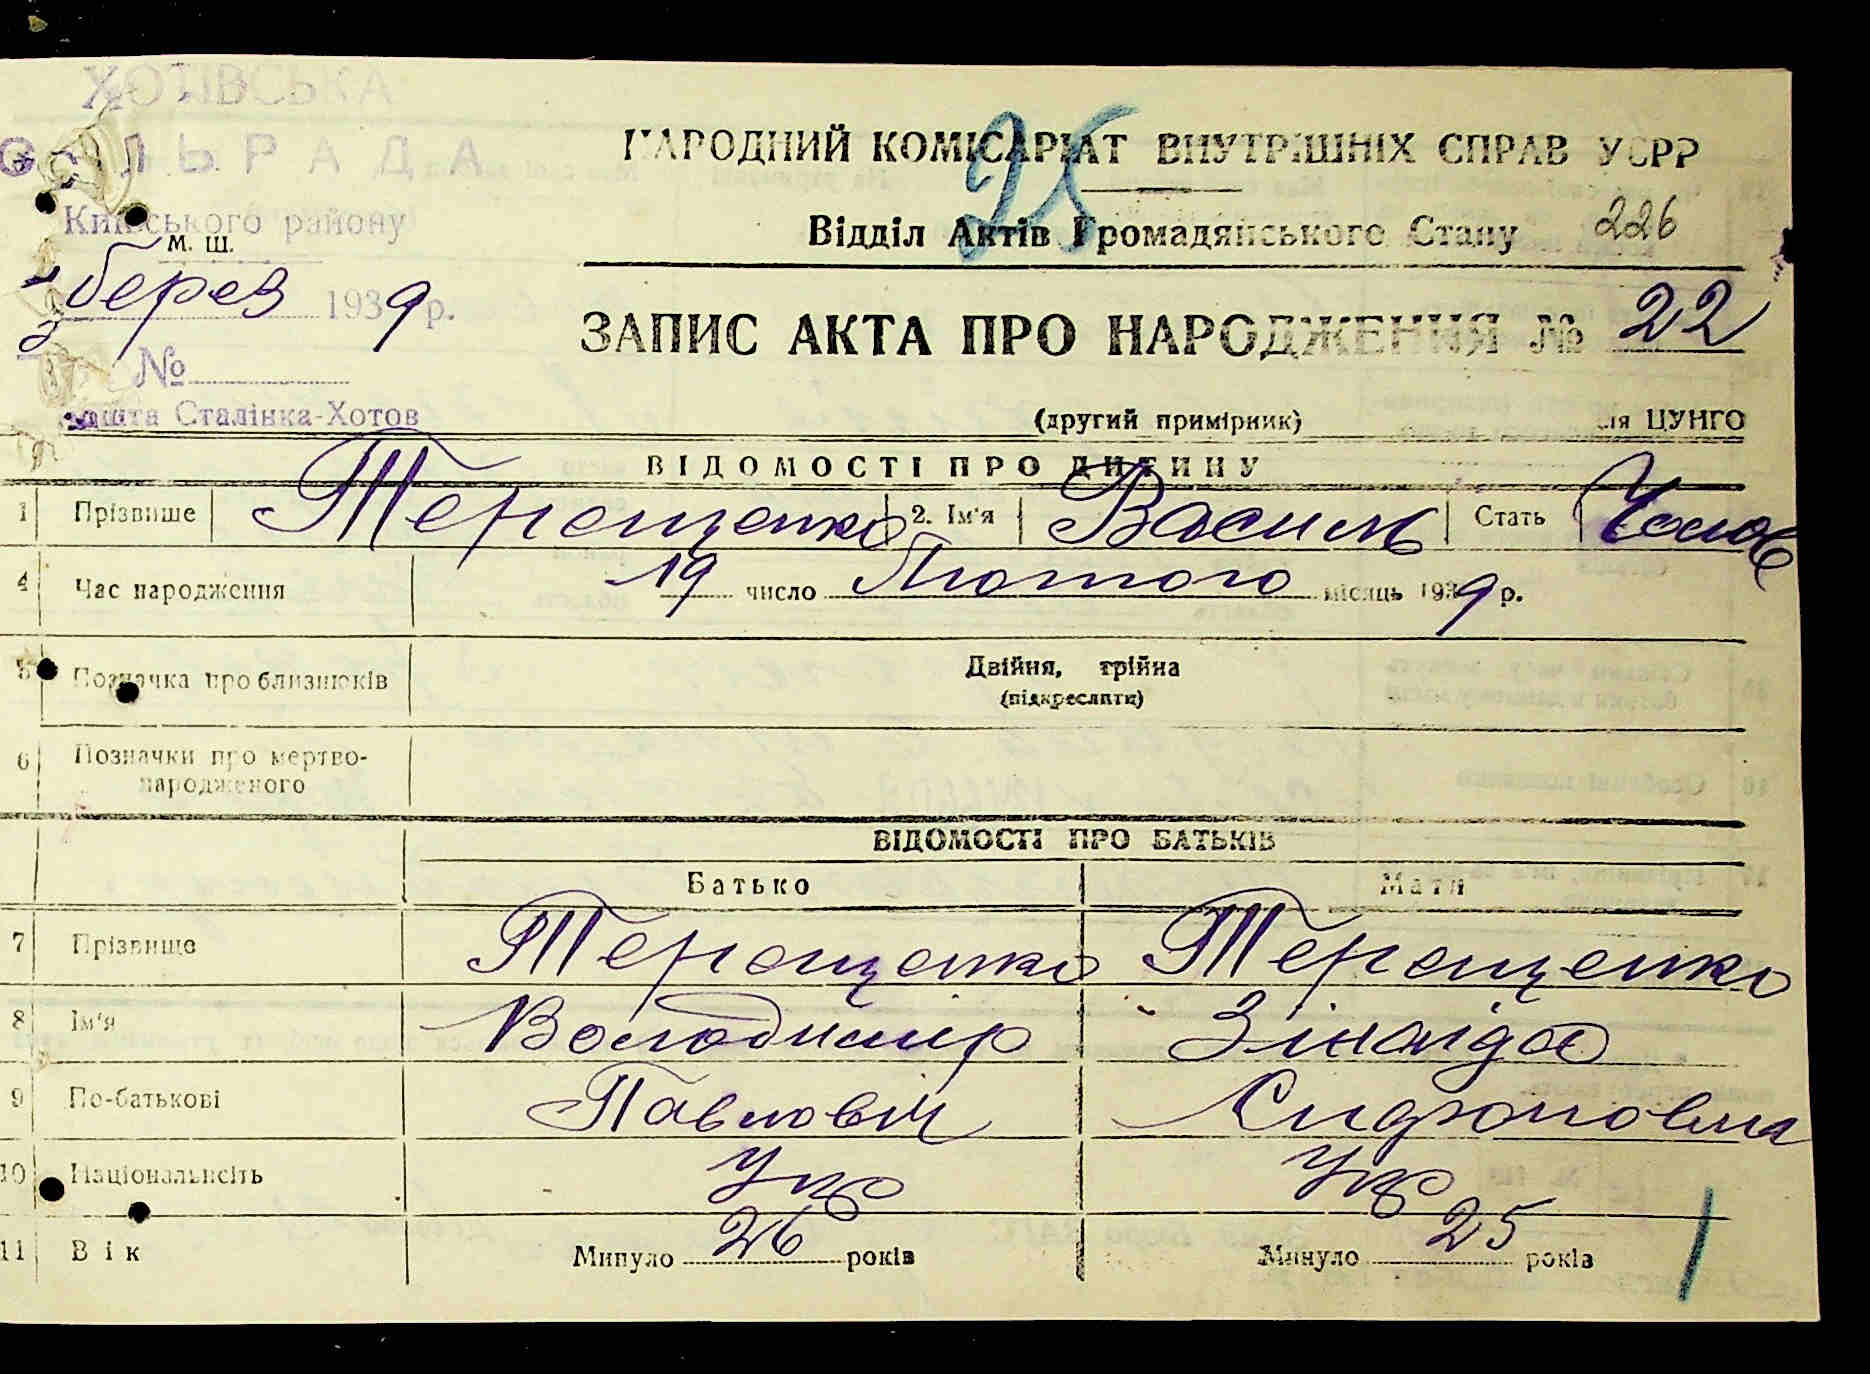 ХОТІВСЬКА
СІЛЬРАДА
Київського району
м. ш.
берез 1939 р.
№
пошта Сталінка-Хотов
НАРОДНИЙ КОМІСАРІАТ ВНУТРІШНІХ СПРАВ УСРР
25
Відділ Актів Громадянського Стану 226
ЗАПИС АКТА ПРО НАРОДЖЕННЯ № 22
(другий примірник) для ЦУНГО
ВІДОМОСТІ ПРО ДИТИНУ
1 Прізвище Терещенко 2. Ім'я Василь Стать Чолов
4 Час народження 19 число Лютого місяць 1939 р.
5 Позначка про близнюків Двійня, трійна
(підкреслити)
6 Позначки про мертво-
народженого
ВІДОМОСТІ ПРО БАТЬКІВ
Батько Мати
7 Прізвище Терещенко Терещенко
8 Ім'я Володимир Зінаїда
9 По-батькові Павлович
10 Національність Укр Укр
11 Вік Минуло 26 років Минуло 25 років